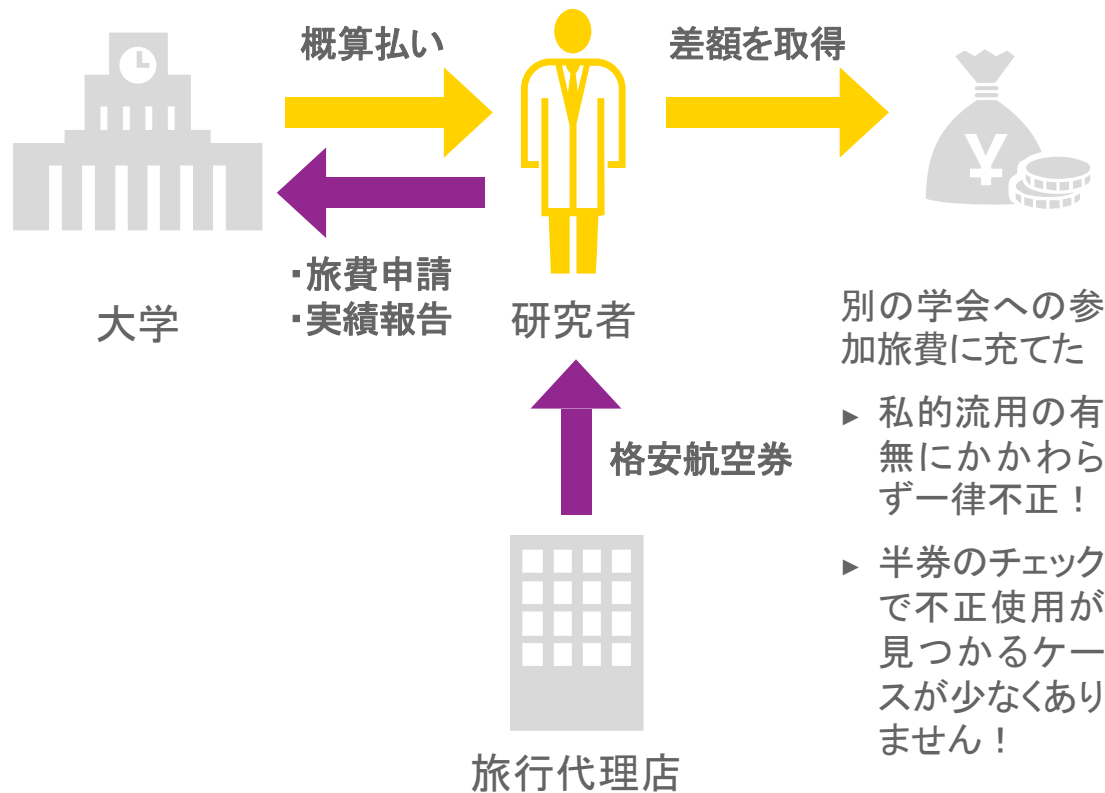 概算払い
差額を取得
¥
・旅費申請
・実績報告
大学
研究者
格安航空券
旅行代理店
別の学会への参
加旅費に充てた
► 私的流用の有
無にかかわら
ず一律不正！
► 半券のチェック
で不正使用が
見つかるケー
スが少なくあり
ません！